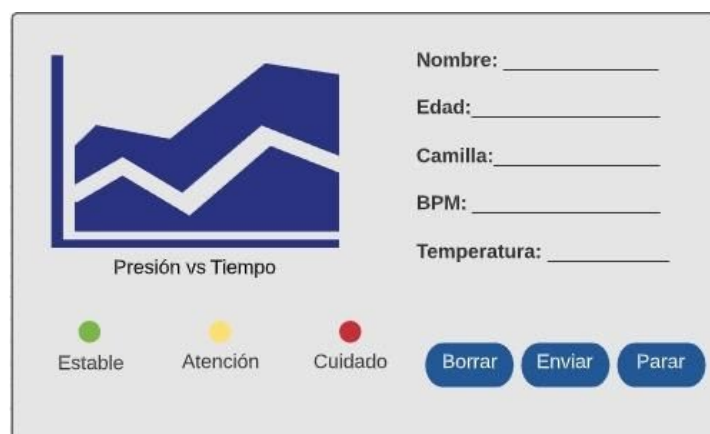 Nombre:
Edad:
Camilla:
BPM:
Temperatura:
Presión vs Tiempo
Estable
Atención
Cuidado
Borrar
Enviar
Parar